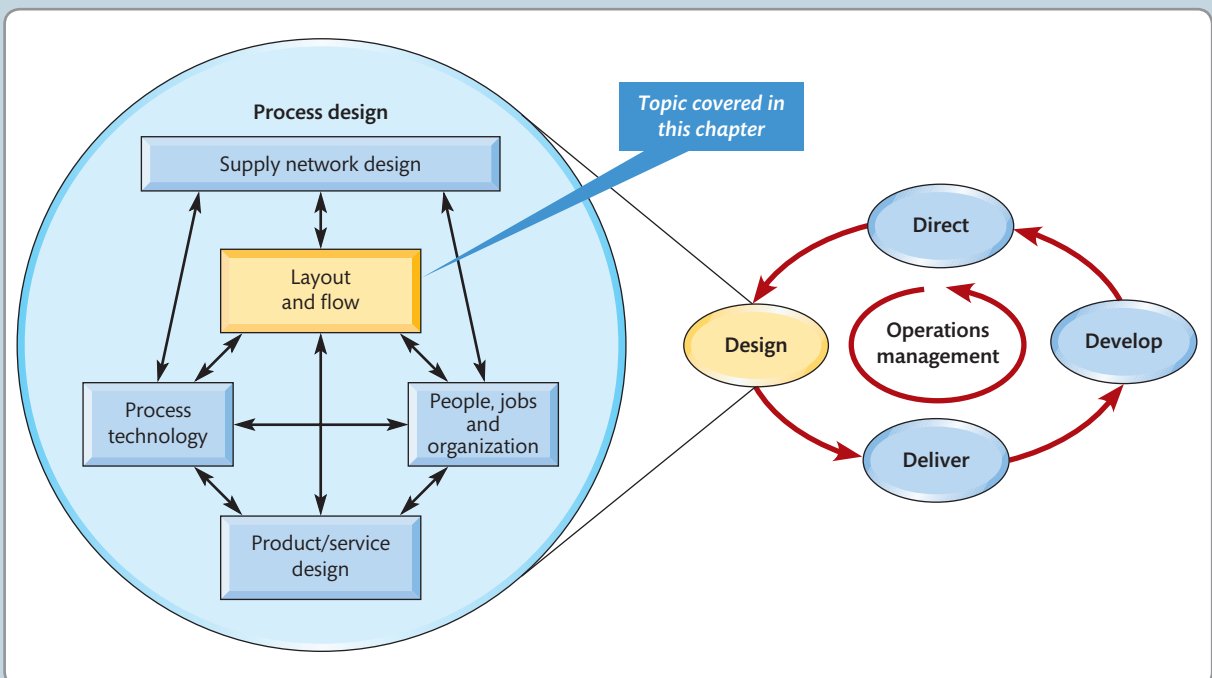 Process design
Supply network design
Topic covered in
this chapter
Layout
and flow
Process
technology
People, jobs
and
organization
Product/service
design
Direct
Design
Operations
management
Develop
Deliver